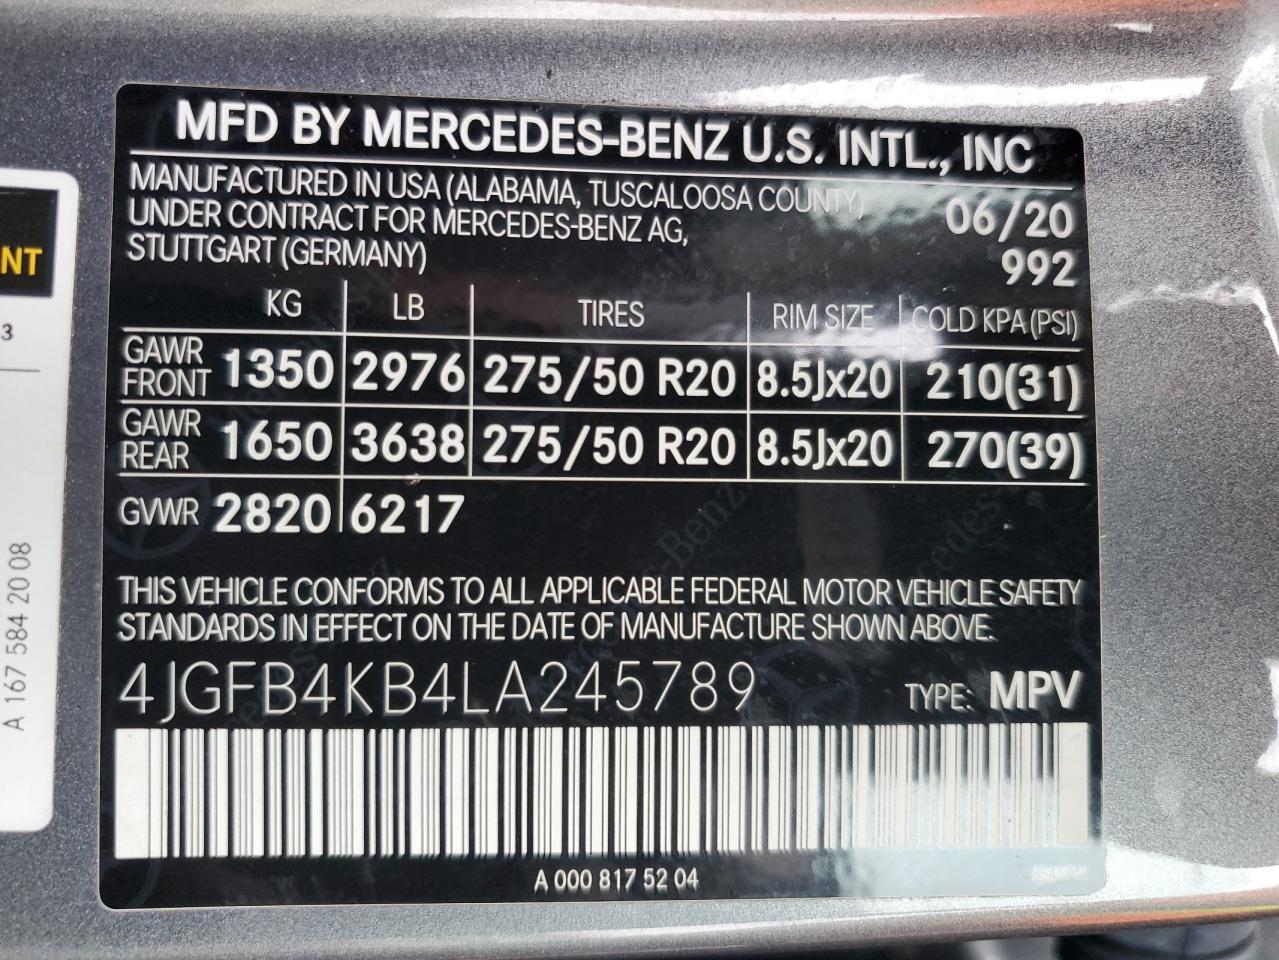 MFD BY MERCEDES-BENZ U.S. INTL., INC
MANUFACTURED IN USA (ALABAMA, TUSCALOOSA COUNTY)
UNDER CONTRACT FOR MERCEDES-BENZ AG,
STUTTGART (GERMANY)
06/20
992
KG LB TIRES RIM SIZE COLD KPA (PSI)
GAWR FRONT 1350 2976 275/50 R20 8.5Jx20 210(31)
GAWR REAR 1650 3638 275/50 R20 8.5Jx20 270(39)
GVWR 2820 6217
THIS VEHICLE CONFORMS TO ALL APPLICABLE FEDERAL MOTOR VEHICLE SAFETY
STANDARDS IN EFFECT ON THE DATE OF MANUFACTURE SHOWN ABOVE.
4JGFB4KB4LA245789 TYPE: MPV
A 000 817 52 04
NT
3
A 167 584 20 08